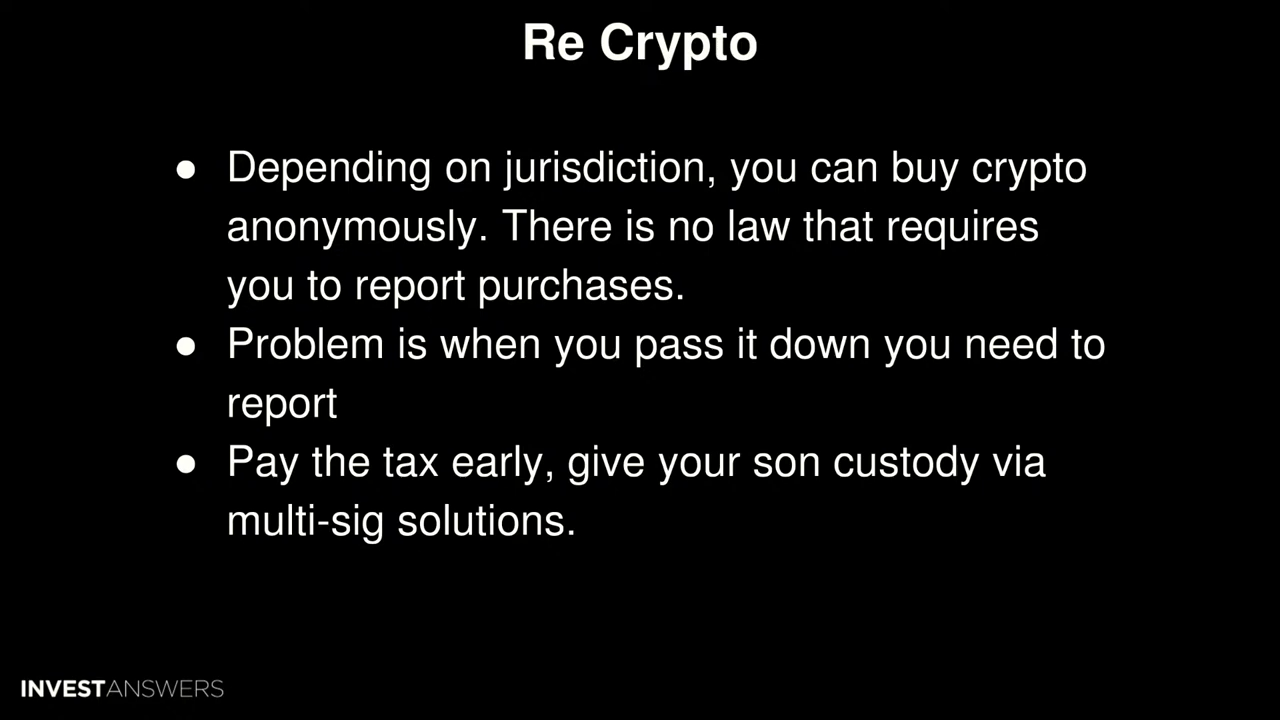 Re Crypto
● Depending on jurisdiction, you can buy crypto
anonymously. There is no law that requires
you to report purchases.
● Problem is when you pass it down you need to
report
● Pay the tax early, give your son custody via
multi-sig solutions.
INVESTANSWERS